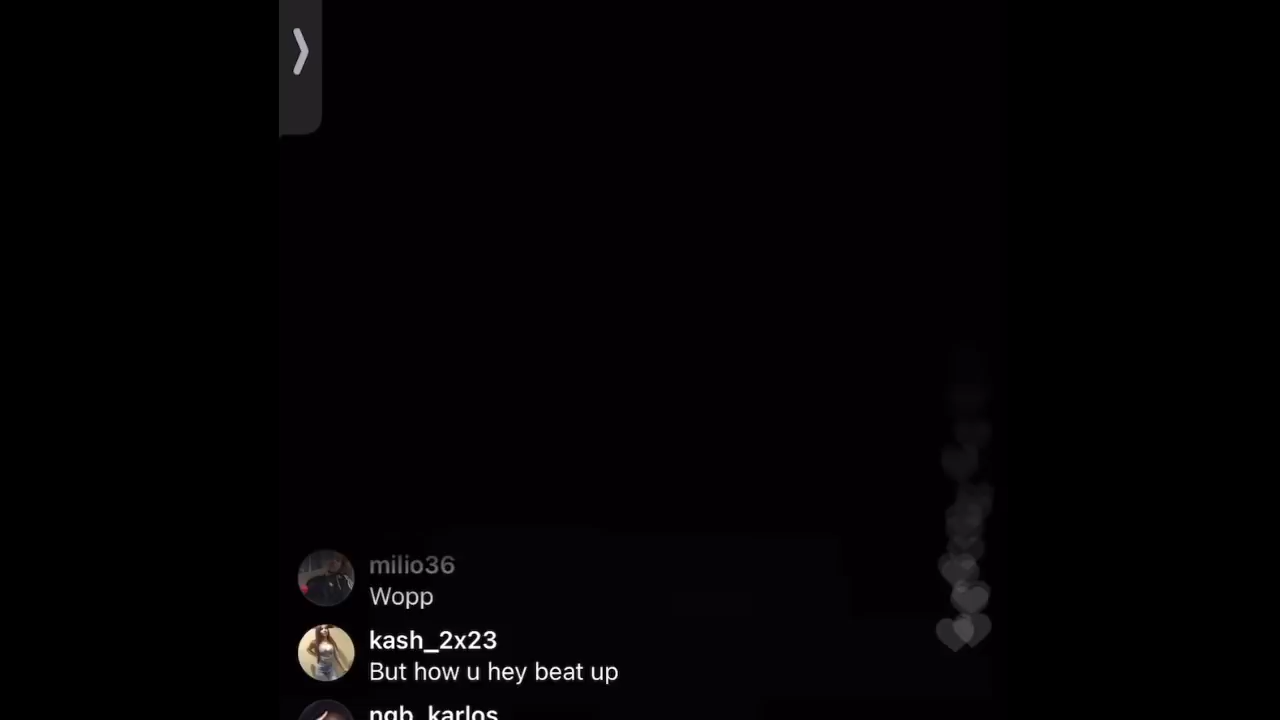 milio36
Wopp
kash_2x23
But how u hey beat up
ngb_karlos